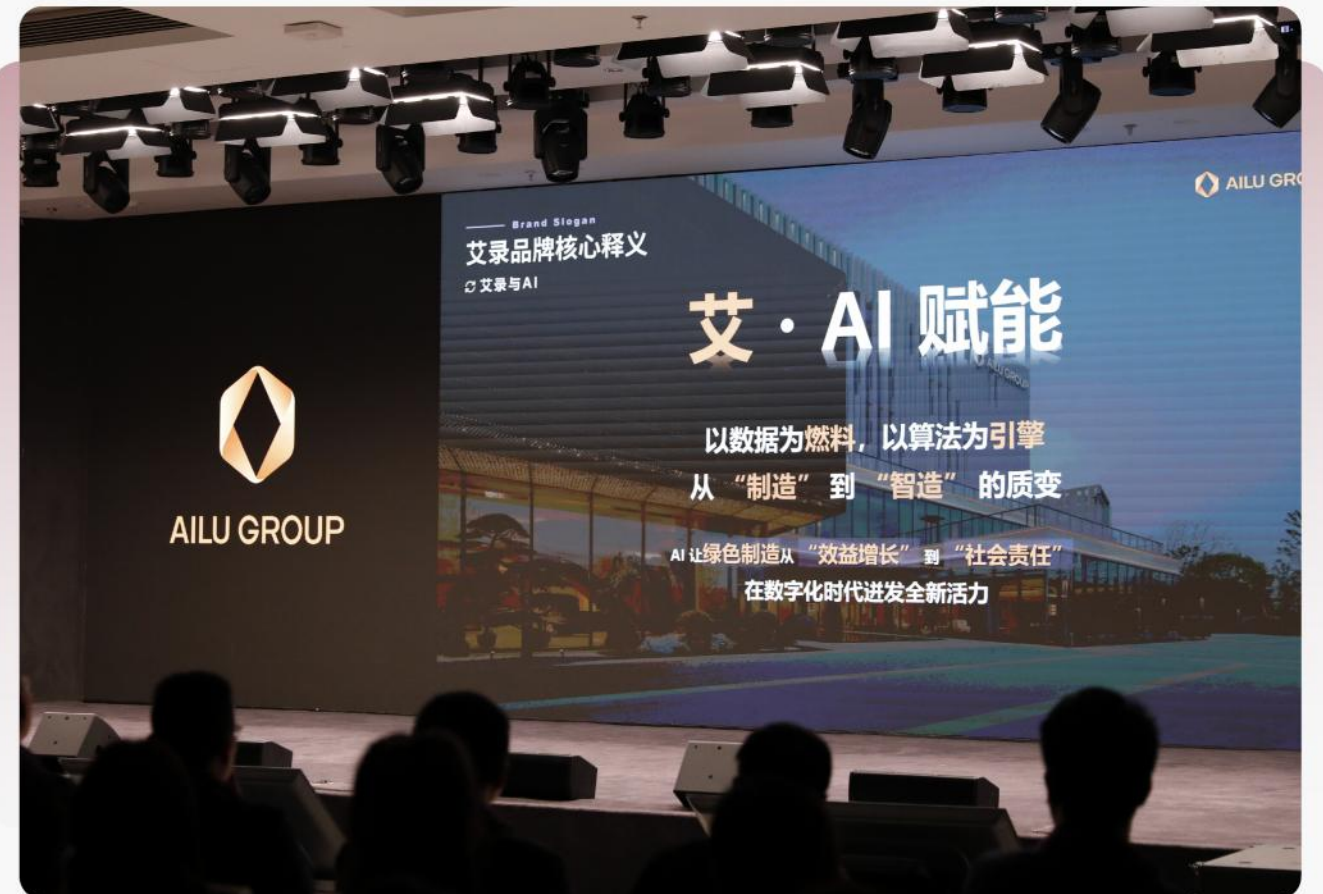 AILU GROUP
Brand Slogan
艾录品牌核心释义
艾录与AI
AILU GRO
艾·AI 赋能
AILU GROUP
以数据为燃料，以算法为引擎
从“制造”到“智造”的质变
AI 让绿色制造从“效益增长”到“社会责任”
在数字化时代迸发全新活力